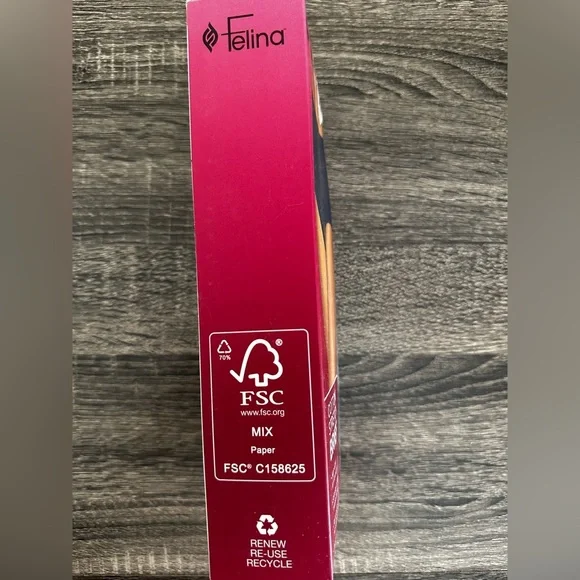 Felina
70%
FSC®
www.fsc.org
MIX
Paper
FSC® C158625
RENEW
RE-USE
RECYCLE